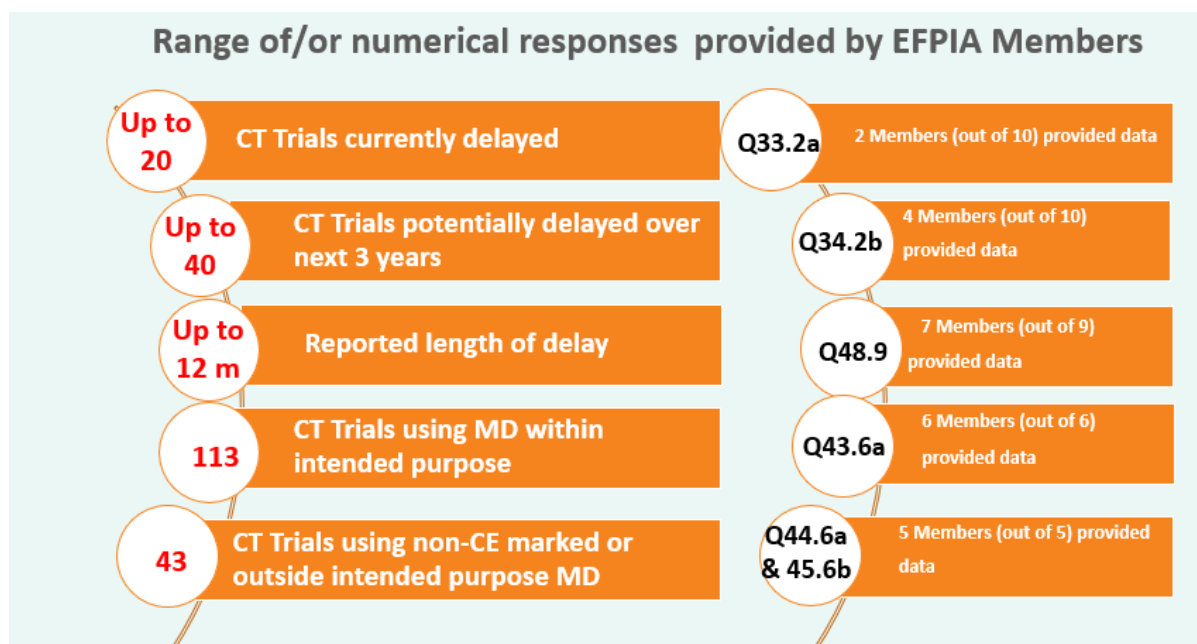 Range of/or numerical responses provided by EFPIA Members
Up to
20
CT Trials currently delayed
Q33.2a
2 Members (out of 10) provided data
Up to
40
CT Trials potentially delayed over
next 3 years
Q34.2b
4 Members (out of 10)
provided data
Up to
12 m
Reported length of delay
Q48.9
7 Members (out of 9)
provided data
113
CT Trials using MD within
intended purpose
Q43.6a
6 Members (out of 6)
provided data
43
CT Trials using non-CE marked or
outside intended purpose MD
Q44.6a
& 45.6b
5 Members (out of 5) provided
data